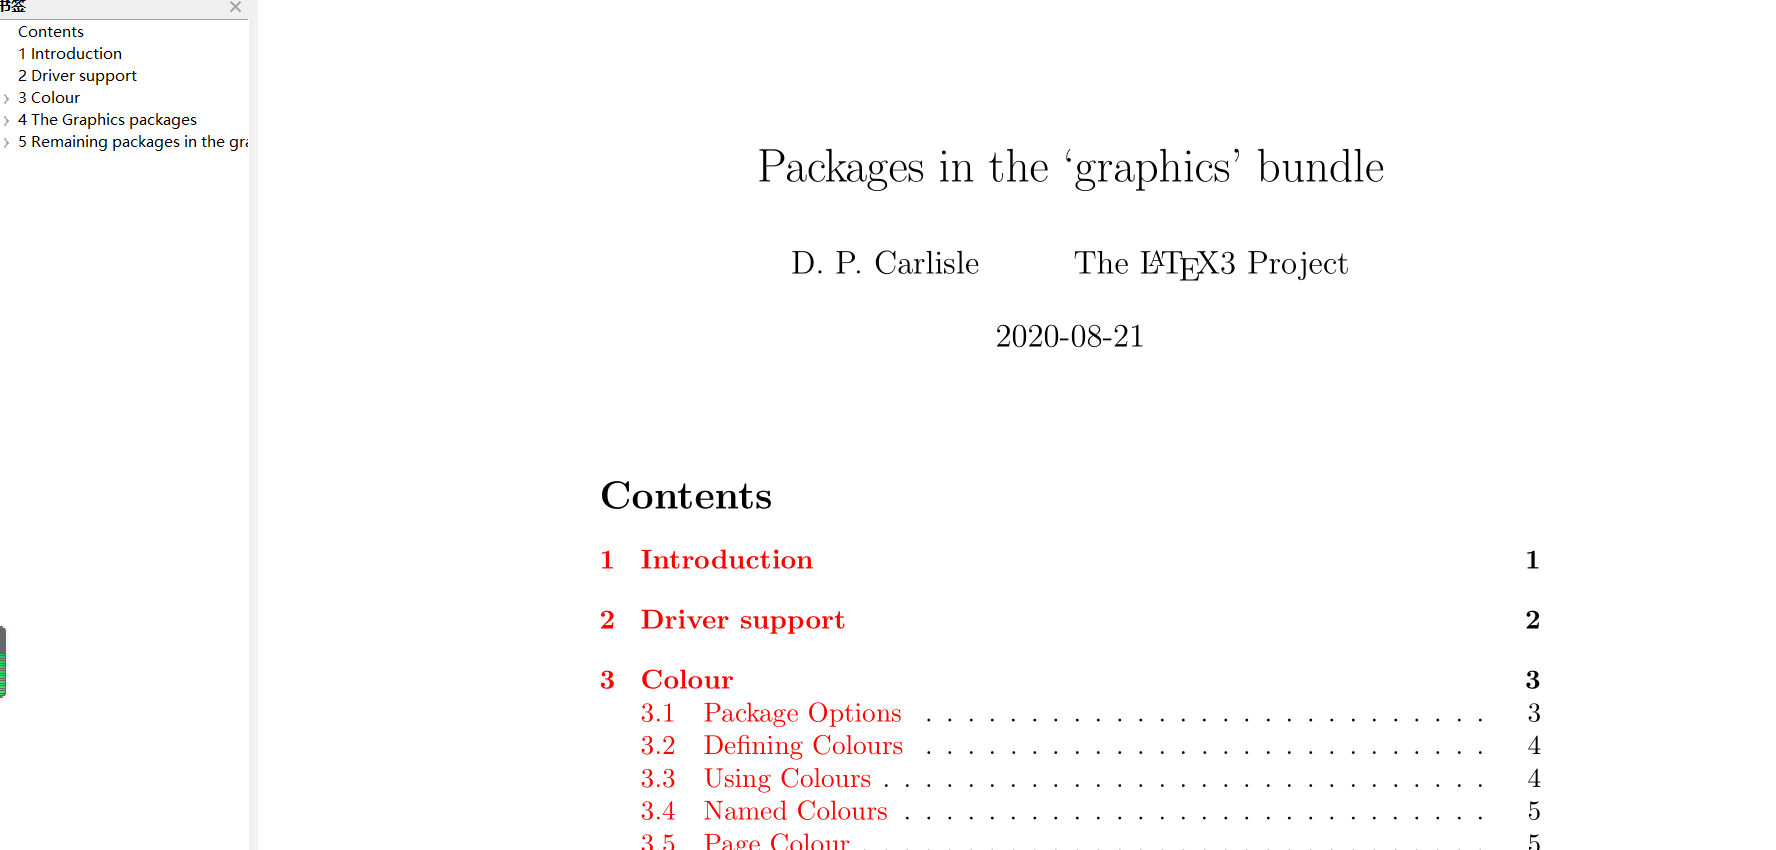 书签
Contents
1 Introduction
2 Driver support
3 Colour
4 The Graphics packages
5 Remaining packages in the gra
Packages in the ‘graphics’ bundle
D. P. Carlisle The LATEX3 Project
2020-08-21
Contents
1 Introduction 1
2 Driver support 2
3 Colour 3
3.1 Package Options . . . . . . . . . . . . . . . . . . . . . . . . . . . 3
3.2 Defining Colours . . . . . . . . . . . . . . . . . . . . . . . . . . . 4
3.3 Using Colours . . . . . . . . . . . . . . . . . . . . . . . . . . . . . 4
3.4 Named Colours . . . . . . . . . . . . . . . . . . . . . . . . . . . . 5
3.5 Page Colour . . . . . . . . . . . . . . . . . . . . . . . . . . . . . . 5